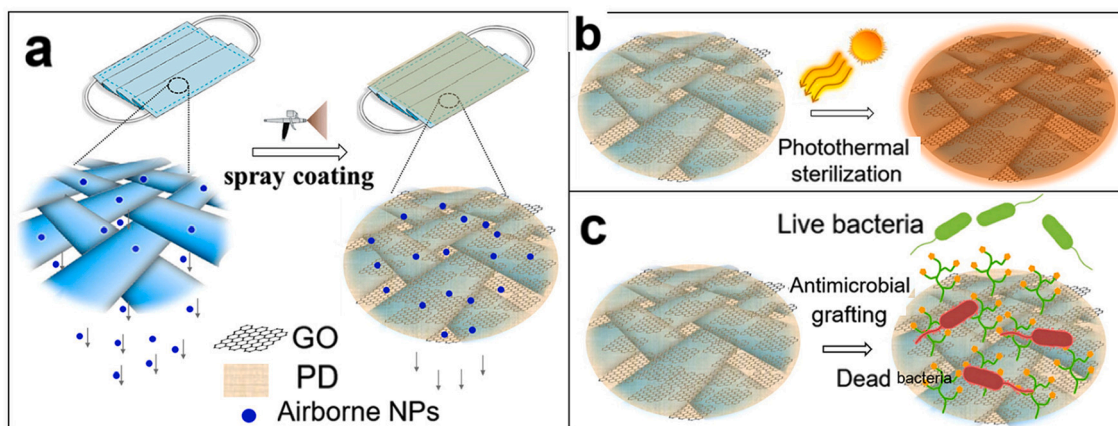 a
spray coating
GO
PD
Airborne NPs
b
Photothermal
sterilization
c
Live bacteria
Antimicrobial
grafting
Dead bacteria